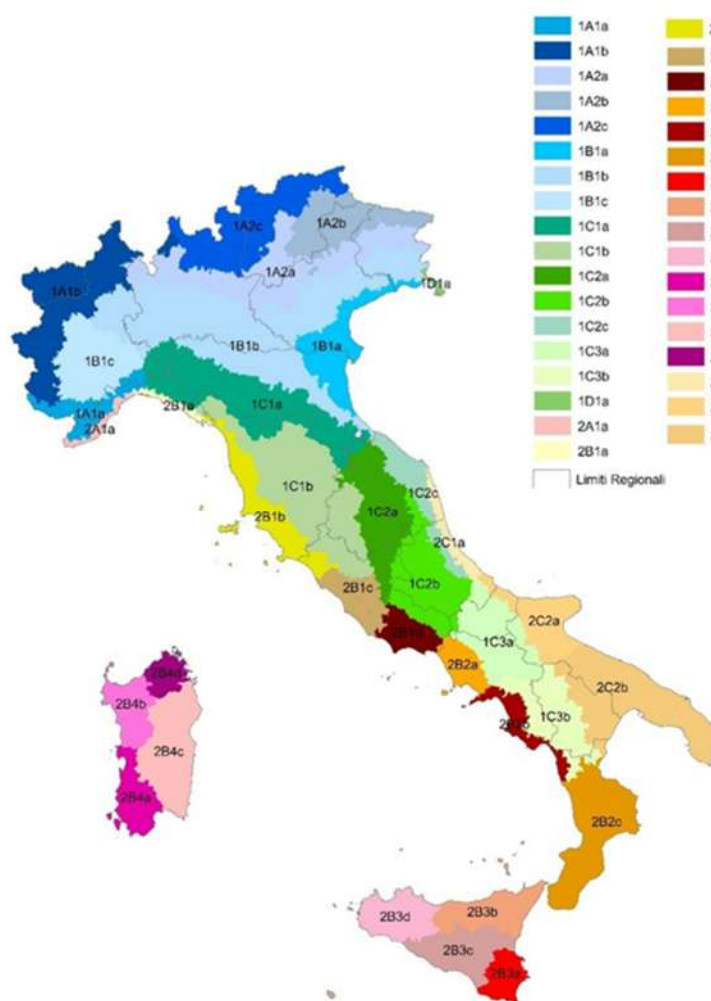 1A1a
1A1b
1A2a
1A2b
1A2c
1B1a
1B1b
1B1c
1C1a
1C1b
1C2a
1C2b
1C2c
1C3a
1C3b
1D1a
2A1a
2B1a
Limiti Regionali
1A2c
1A2b
1A2a
1A1b
1D1a
1B1b
1B1a
1B1c
1A1a
2A1a
2B1a
1C1a
1C1b
1C2c
1C2a
2B1b
2C1a
1C2b
2B1c
2C2a
1C3a
2B2a
2C2b
1C3b
2B4b
2B4c
2B4a
2B2c
2B3d
2B3b
2B3c
2B3a